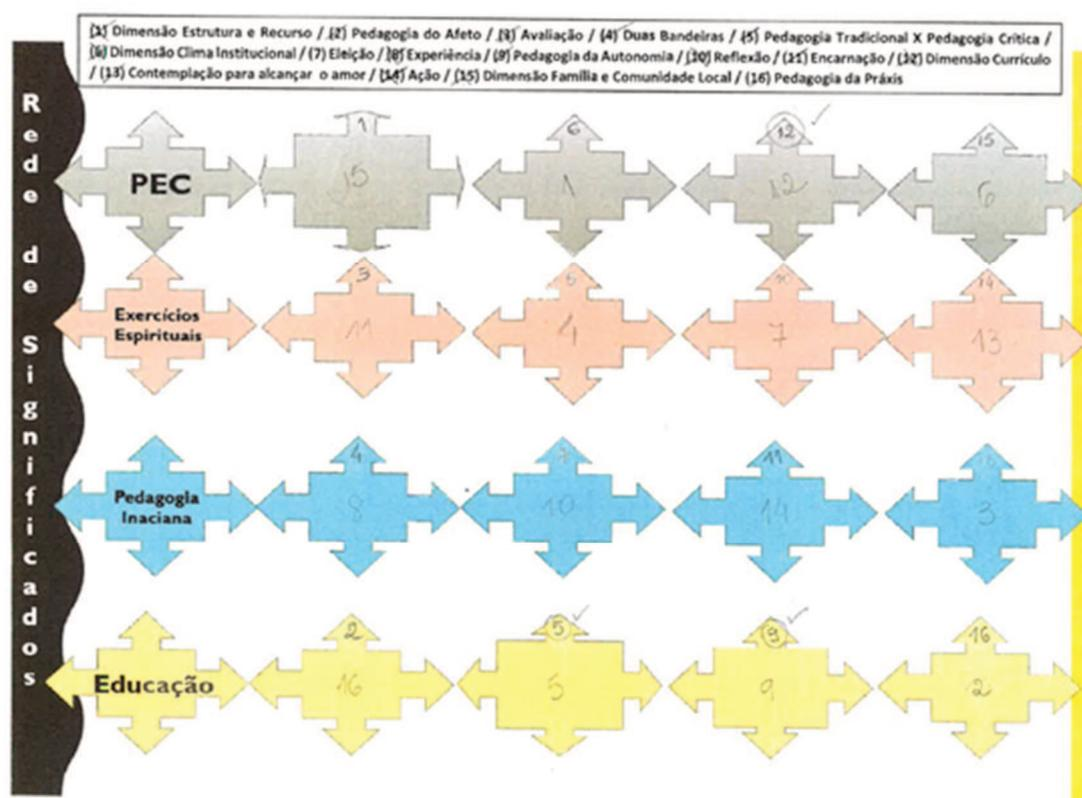 (1) Dimensão Estrutura e Recurso / (2) Pedagogia do Afeto / (3) Avaliação / (4) Duas Bandeiras / (5) Pedagogia Tradicional X Pedagogia Crítica /
(6) Dimensão Clima Institucional / (7) Eleição / (8) Experiência / (9) Pedagogia da Autonomia / (10) Reflexão / (11) Encarnação / (12) Dimensão Currículo
/ (13) Contemplação para alcançar o amor / (14) Ação / (15) Dimensão Família e Comunidade Local / (16) Pedagogia da Práxis
Rede de Significados
1 6 12 15
PEC 15 1 12 6
3
Exercícios
Espirituais
11 4 7 13
4 7 11
Pedagogia
Inaciana
8 10 14 3
2 5 9 16
Educação 16 5 9 2